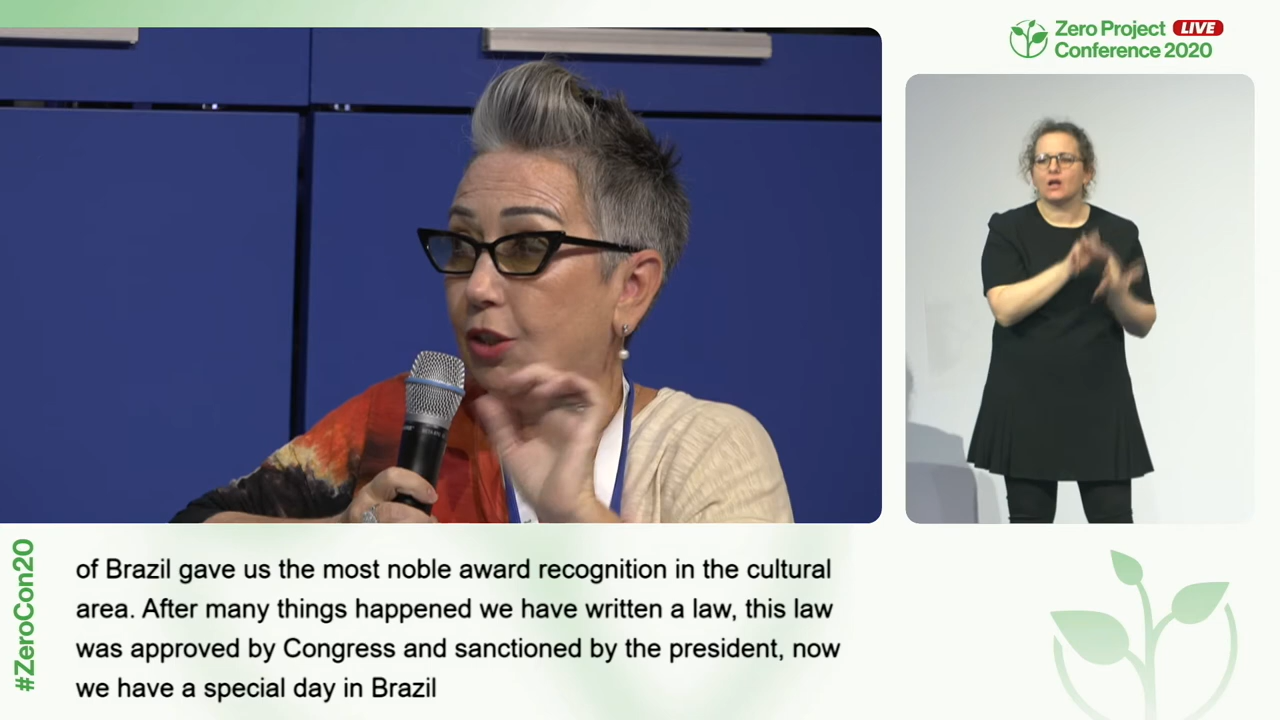 Zero Project LIVE
Conference 2020
#ZeroCon20
of Brazil gave us the most noble award recognition in the cultural
area. After many things happened we have written a law, this law
was approved by Congress and sanctioned by the president, now
we have a special day in Brazil